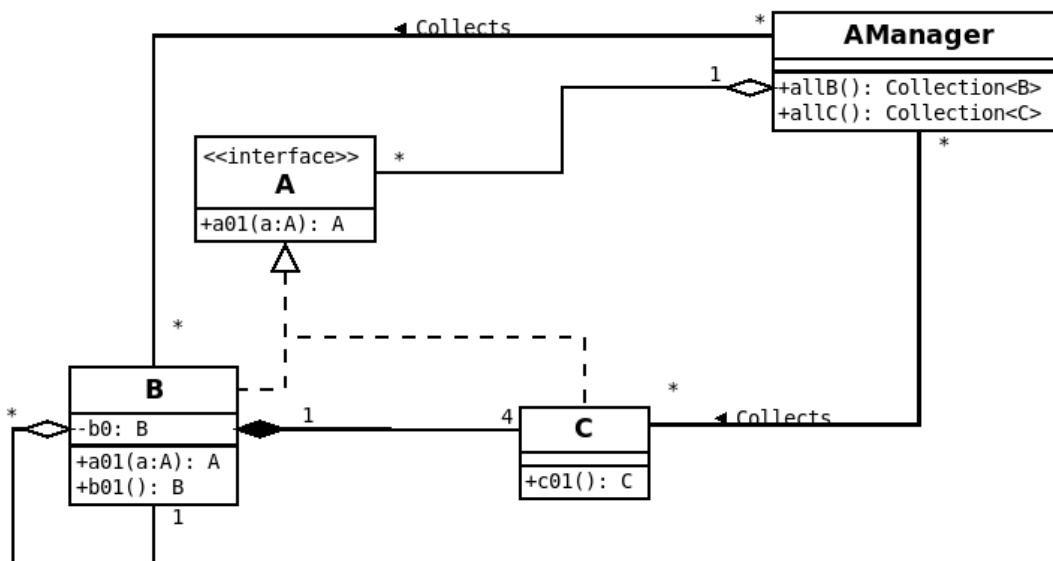 ◄ Collects
*
AManager
+allB(): Collection<B>
+allC(): Collection<C>
1
*
*
<<interface>>
A
+a01(a:A): A
*
B
-b0: B
+a01(a:A): A
+b01(): B
*
1
1
4
*
◄ Collects
C
+c01(): C